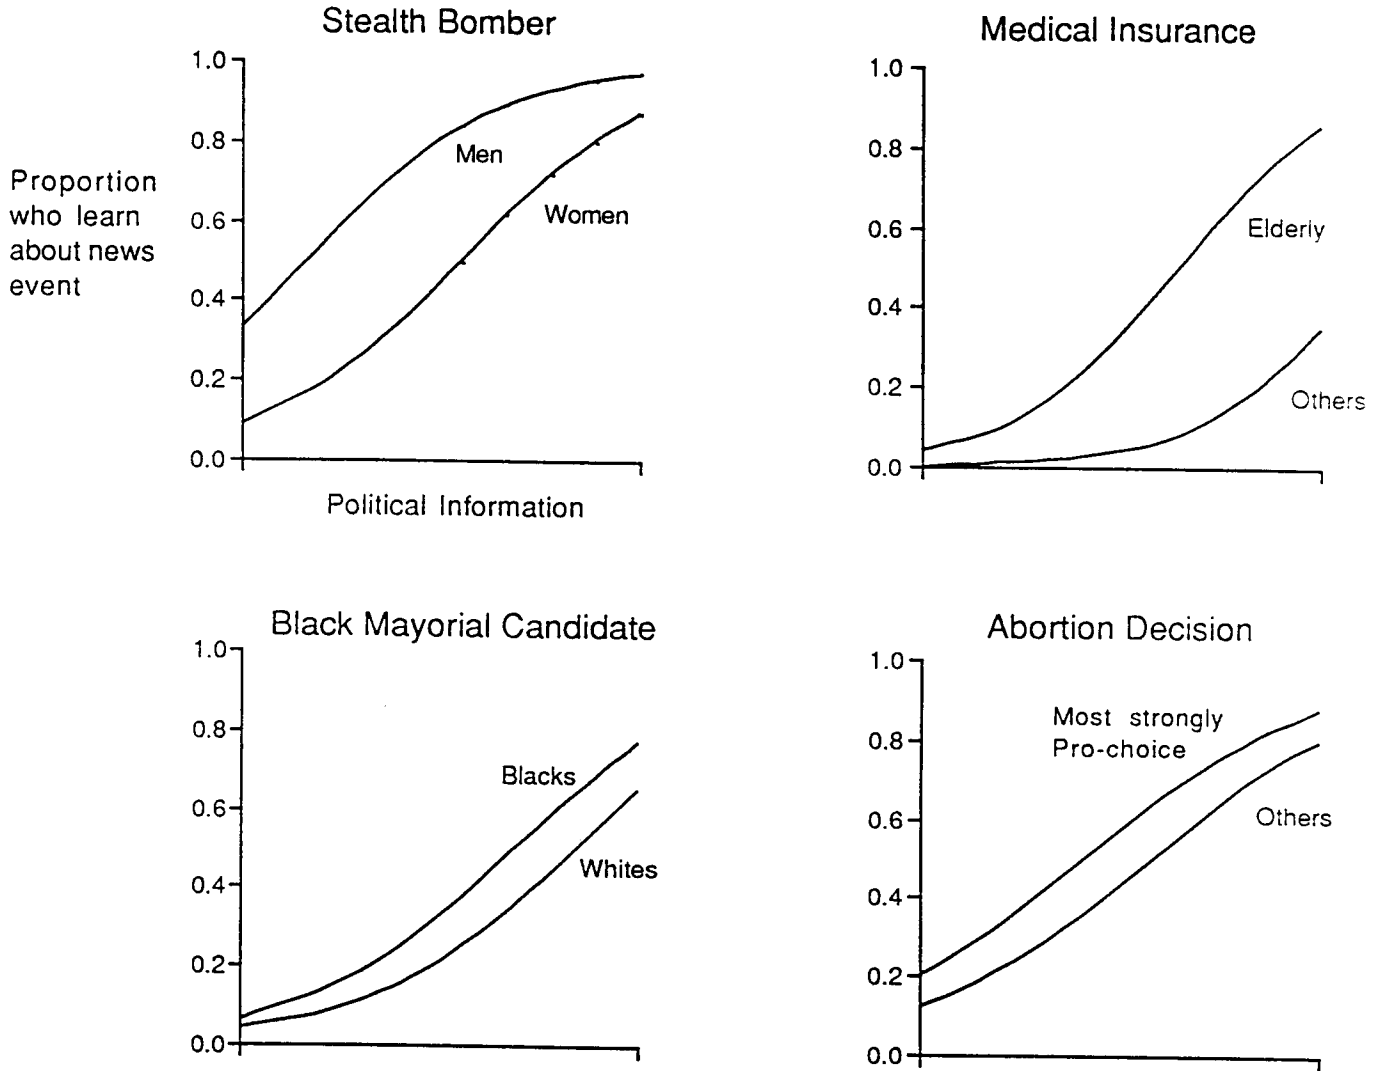 Stealth Bomber
1.0
0.8
0.6
0.4
0.2
0.0
Proportion
who learn
about news
event
Men
Women
Political Information
Medical Insurance
1.0
0.8
0.6
0.4
0.2
0.0
Elderly
Others
Black Mayorial Candidate
1.0
0.8
0.6
0.4
0.2
0.0
Blacks
Whites
Abortion Decision
1.0
0.8
0.6
0.4
0.2
0.0
Most strongly
Pro-choice
Others